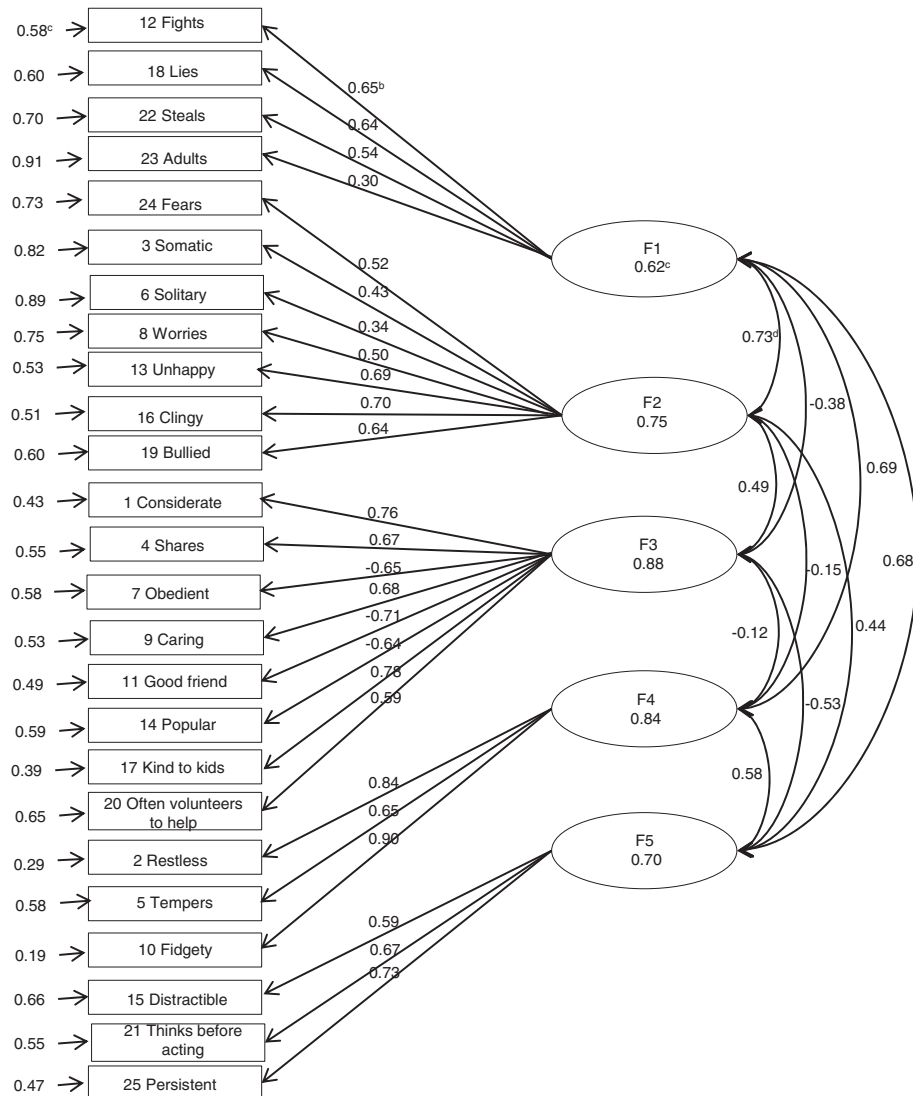 12 Fights
0.58ᶜ
18 Lies
0.60
0.65ᵇ
22 Steals
0.70
0.64
23 Adults
0.91
0.54
0.30
24 Fears
0.73
3 Somatic
0.82
0.52
F1
0.62ᶜ
6 Solitary
0.89
0.43
8 Worries
0.75
0.34
0.73ᵈ
13 Unhappy
0.53
0.50
0.69
16 Clingy
0.51
0.70
F2
0.75
-0.38
19 Bullied
0.60
0.64
0.69
1 Considerate
0.43
0.49
4 Shares
0.55
0.76
0.67
F3
0.88
0.68
7 Obedient
0.58
-0.65
0.68
-0.15
9 Caring
0.53
-0.71
0.44
11 Good friend
0.49
-0.64
-0.12
14 Popular
0.59
0.78
0.59
F4
0.84
-0.53
17 Kind to kids
0.39
0.58
20 Often volunteers
to help
0.65
0.84
0.65
0.90
2 Restless
0.29
F5
0.70
5 Tempers
0.58
10 Fidgety
0.19
0.59
0.67
0.73
15 Distractible
0.66
21 Thinks before
acting
0.55
25 Persistent
0.47